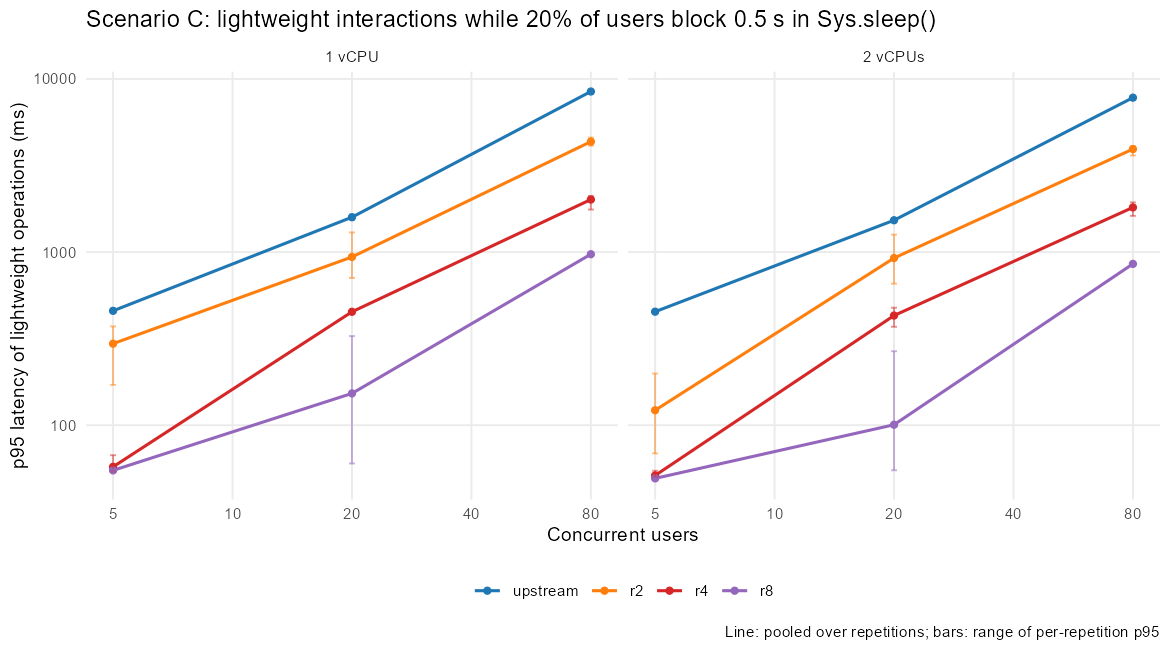 Scenario C: lightweight interactions while 20% of users block 0.5 s in Sys.sleep()
1 vCPU
2 vCPUs
p95 latency of lightweight operations (ms)
10000
1000
100
5 10 20 40 80
5 10 20 40 80
Concurrent users
upstream r2 r4 r8
Line: pooled over repetitions; bars: range of per-repetition p95